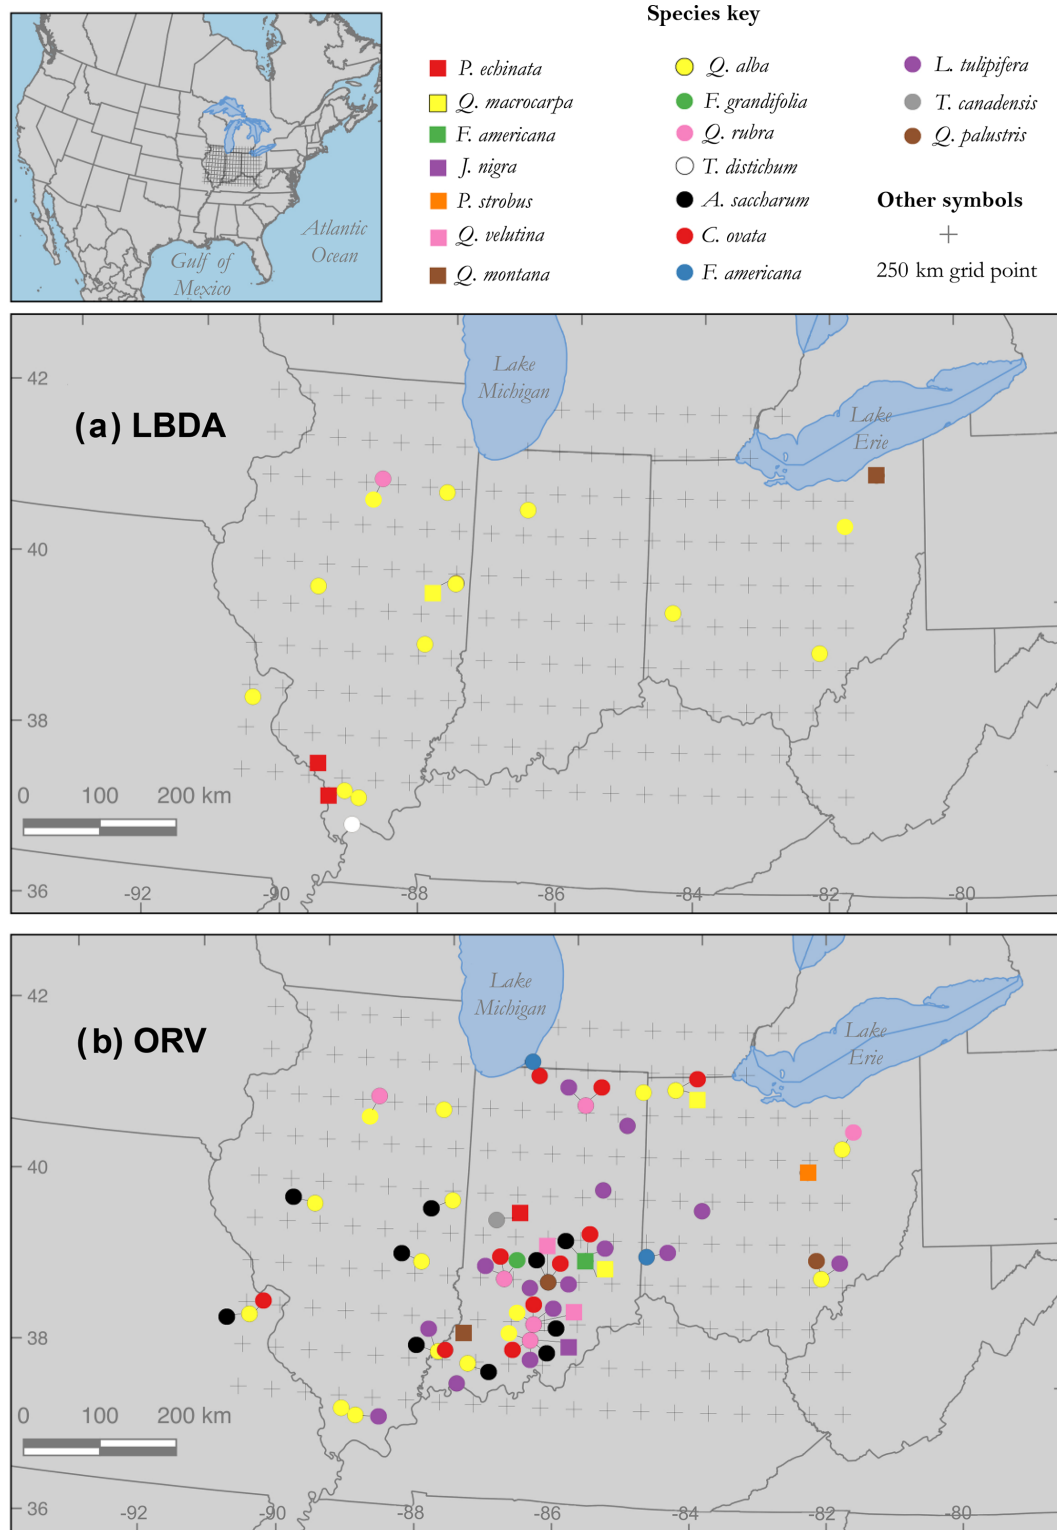 Species key
P. echinata
Q. macrocarpa
F. americana
J. nigra
P. strobus
Q. velutina
Q. montana
Q. alba
F. grandifolia
Q. rubra
T. distichum
A. saccharum
C. ovata
F. americana
L. tulipifera
T. canadensis
Q. palustris
Other symbols
250 km grid point
Atlantic
Ocean
Gulf of
Mexico
Lake
Michigan
Lake
Erie
(a) LBDA
42
40
38
36
0 100 200 km
-92 -90 -88 -86 -84 -82 -80
Lake
Michigan
Lake
Erie
(b) ORV
42
40
38
36
0 100 200 km
-92 -90 -88 -86 -84 -82 -80